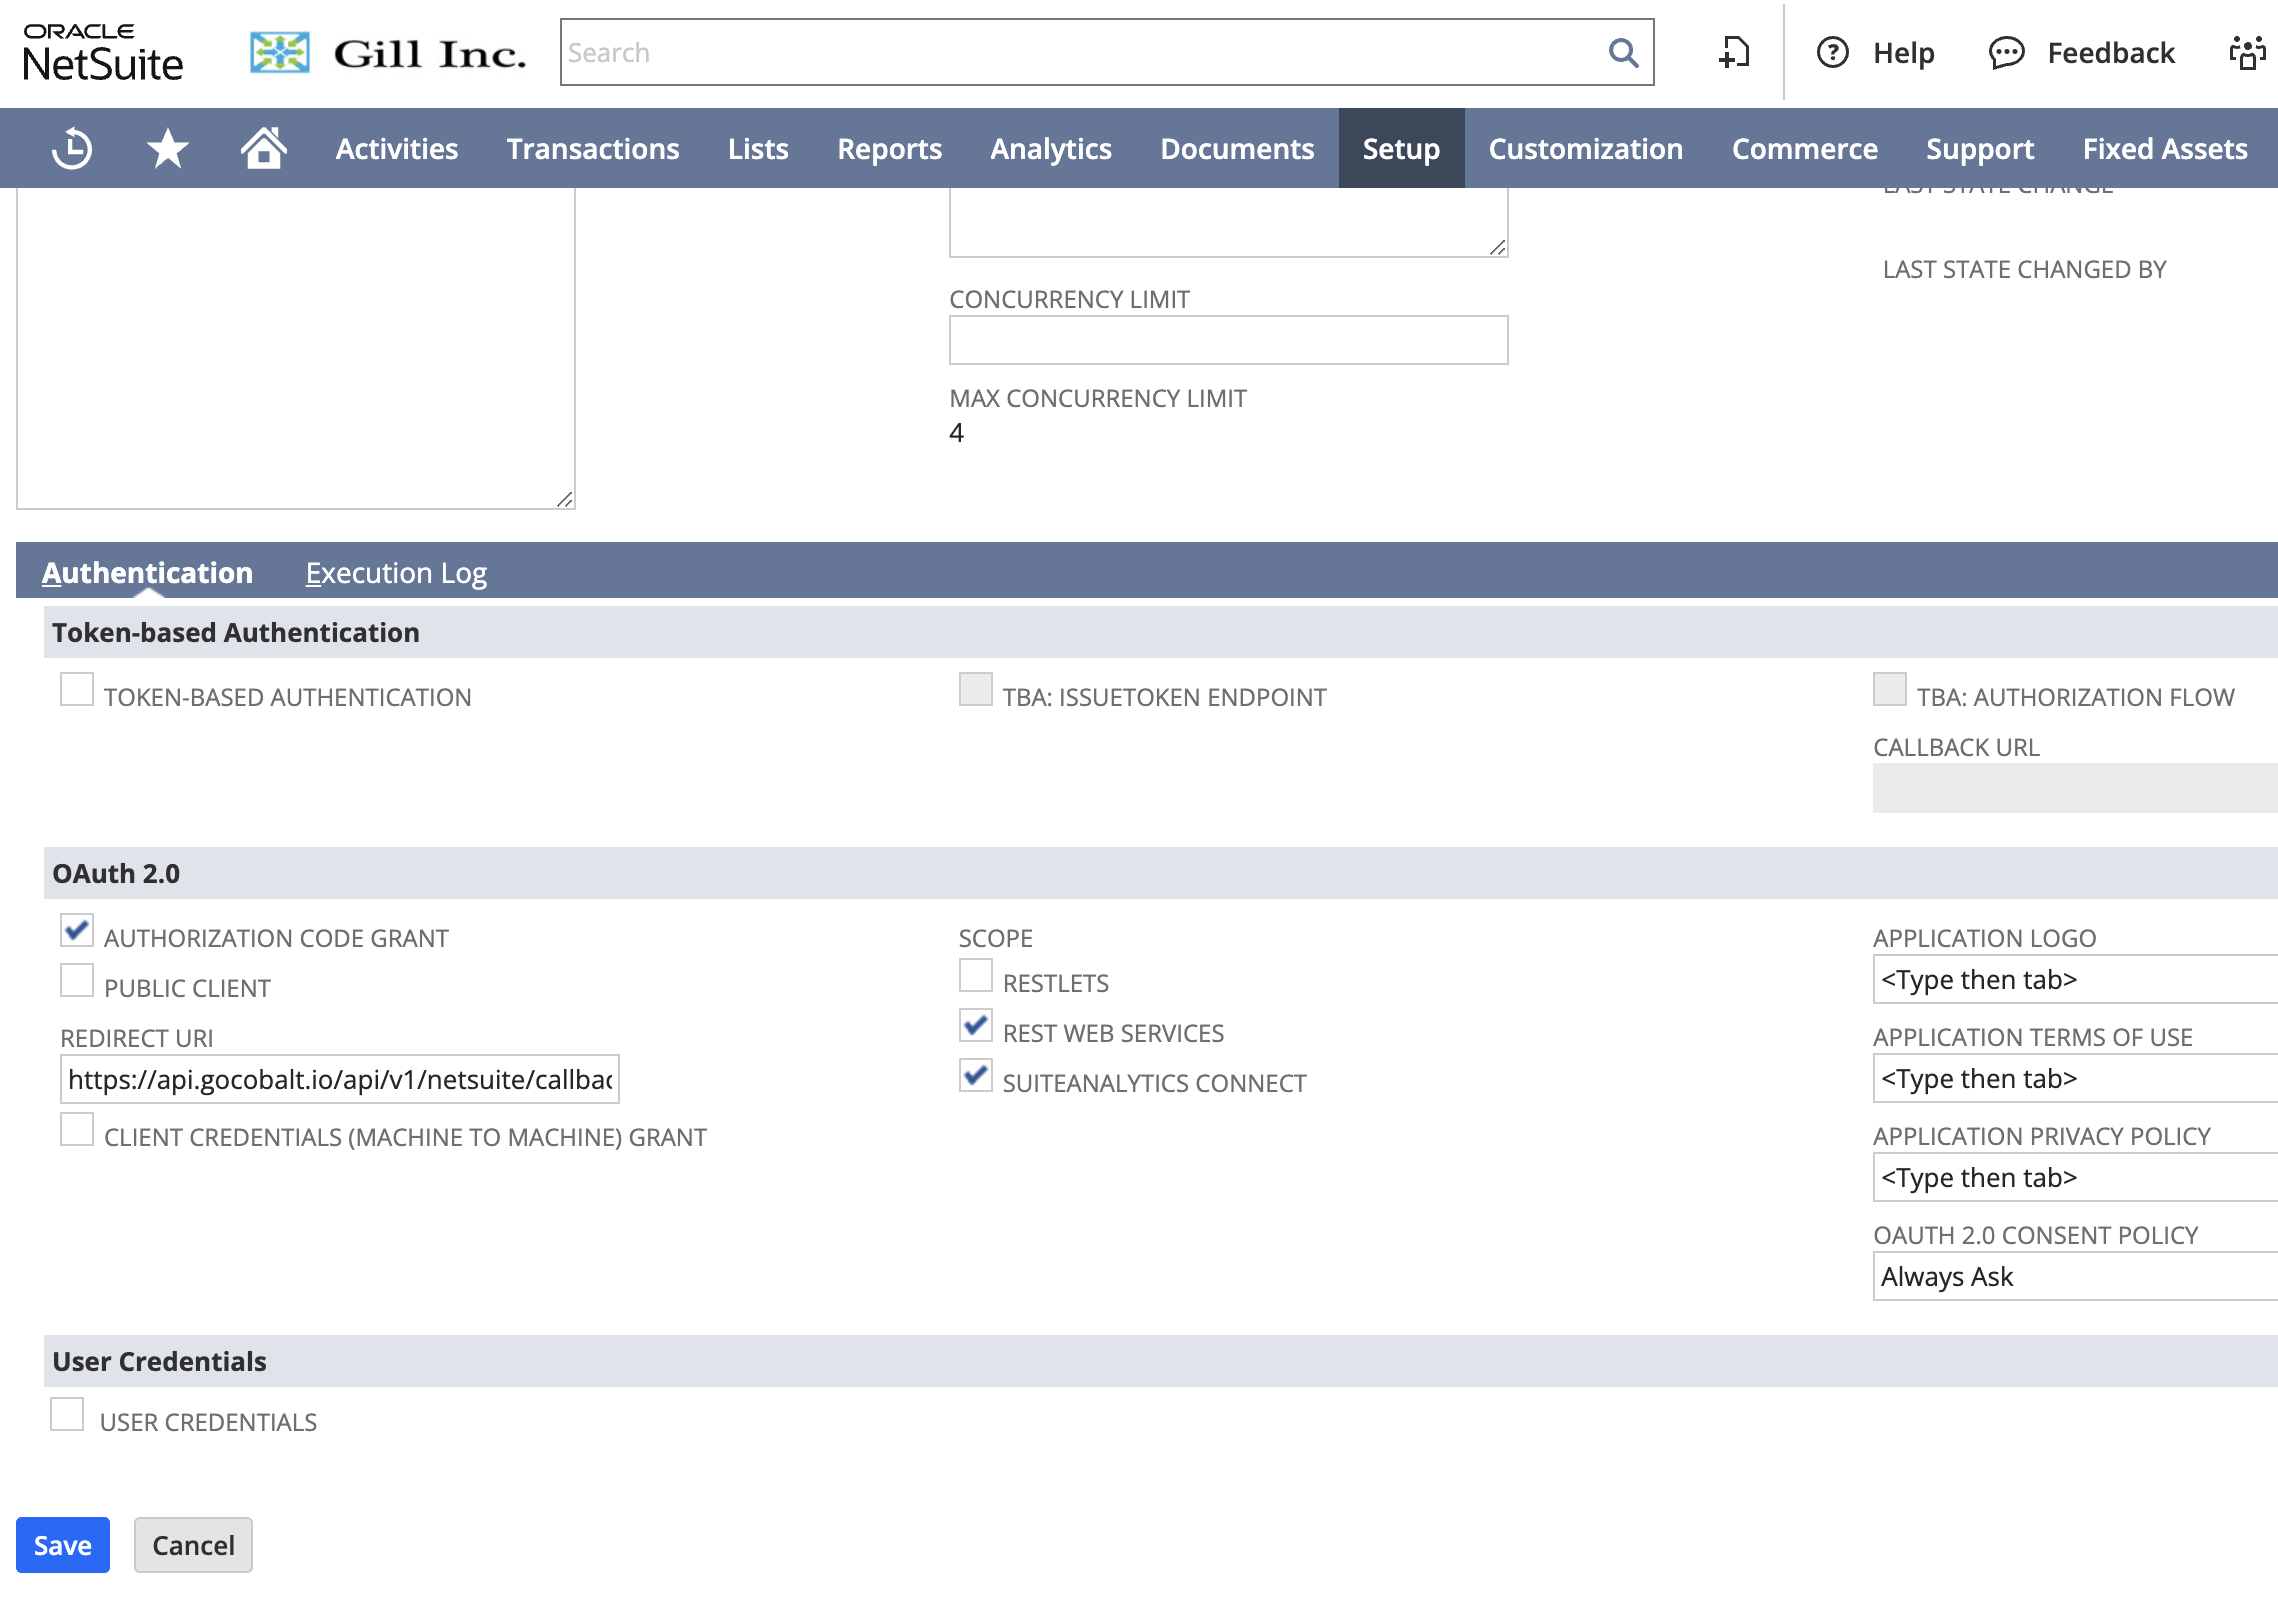 ORACLE
NetSuite
Gill Inc.
Search
Help
Feedback
Activities
Transactions
Lists
Reports
Analytics
Documents
Setup
Customization
Commerce
Support
Fixed Assets
LAST STATE CHANGE
LAST STATE CHANGED BY
CONCURRENCY LIMIT
MAX CONCURRENCY LIMIT
4
Authentication
Execution Log
Token-based Authentication
TOKEN-BASED AUTHENTICATION
TBA: ISSUETOKEN ENDPOINT
TBA: AUTHORIZATION FLOW
CALLBACK URL
OAuth 2.0
AUTHORIZATION CODE GRANT
PUBLIC CLIENT
REDIRECT URI
https://api.gocobalt.io/api/v1/netsuite/callbac
CLIENT CREDENTIALS (MACHINE TO MACHINE) GRANT
SCOPE
RESTLETS
REST WEB SERVICES
SUITEANALYTICS CONNECT
APPLICATION LOGO
<Type then tab>
APPLICATION TERMS OF USE
<Type then tab>
APPLICATION PRIVACY POLICY
<Type then tab>
OAUTH 2.0 CONSENT POLICY
Always Ask
User Credentials
USER CREDENTIALS
Save
Cancel